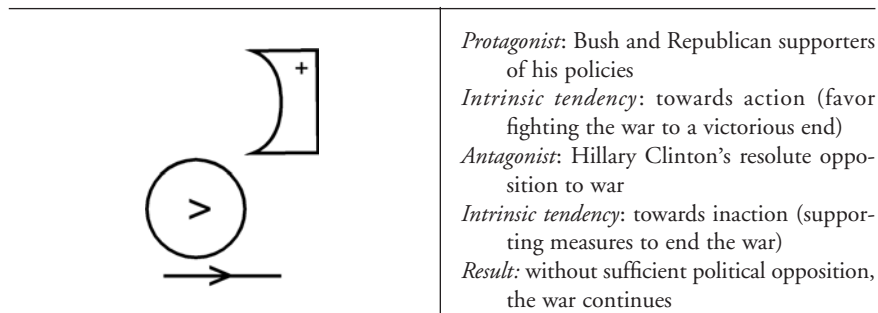 +
>
Protagonist: Bush and Republican supporters
of his policies
Intrinsic tendency: towards action (favor
fighting the war to a victorious end)
Antagonist: Hillary Clinton’s resolute oppo-
sition to war
Intrinsic tendency: towards inaction (suppor-
ting measures to end the war)
Result: without sufficient political opposition,
the war continues